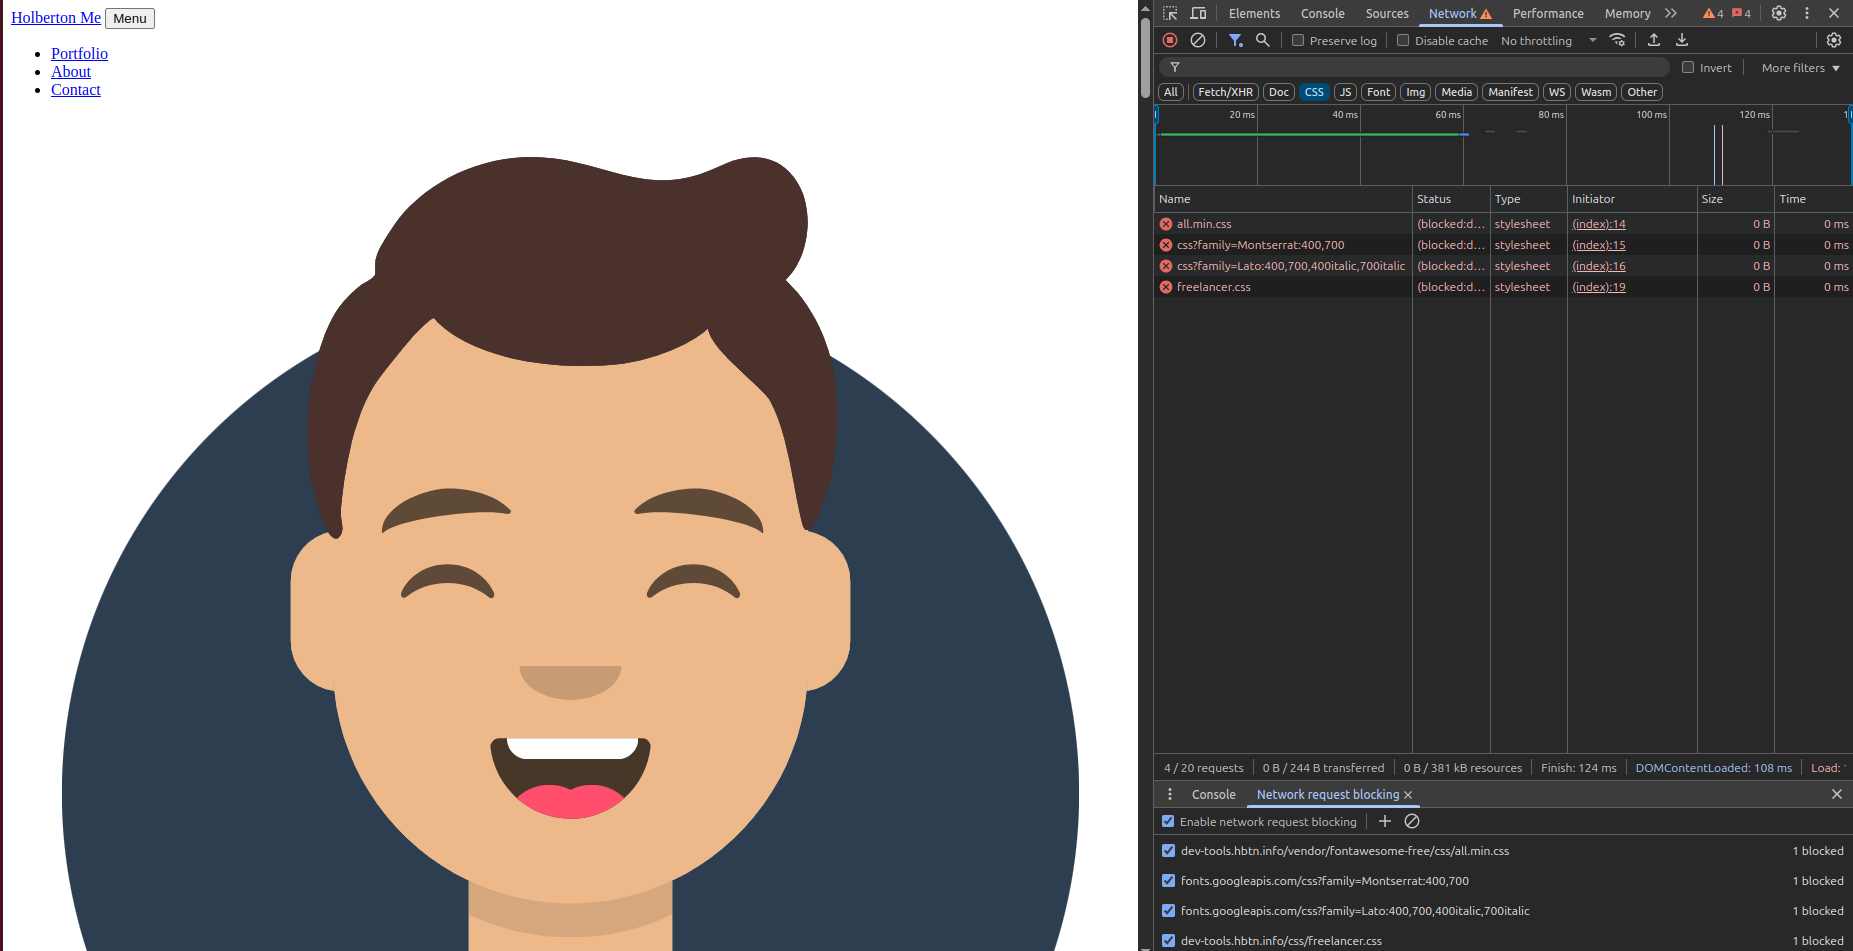 Holberton Me Menu
Portfolio
About
Contact
Elements Console Sources Network Performance Memory 4 4
Preserve log Disable cache No throttling
Invert More filters
All Fetch/XHR Doc CSS JS Font Img Media Manifest WS Wasm Other
20 ms 40 ms 60 ms 80 ms 100 ms 120 ms 1
Name Status Type Initiator Size Time
all.min.css (blocked:d… stylesheet (index):14 0 B 0 ms
css?family=Montserrat:400,700 (blocked:d… stylesheet (index):15 0 B 0 ms
css?family=Lato:400,700,400italic,700italic (blocked:d… stylesheet (index):16 0 B 0 ms
freelancer.css (blocked:d… stylesheet (index):19 0 B 0 ms
4 / 20 requests 0 B / 244 B transferred 0 B / 381 kB resources Finish: 124 ms DOMContentLoaded: 108 ms Load:
Console Network request blocking
Enable network request blocking
dev-tools.hbtn.info/vendor/fontawesome-free/css/all.min.css 1 blocked
fonts.googleapis.com/css?family=Montserrat:400,700 1 blocked
fonts.googleapis.com/css?family=Lato:400,700,400italic,700italic 1 blocked
dev-tools.hbtn.info/css/freelancer.css 1 blocked